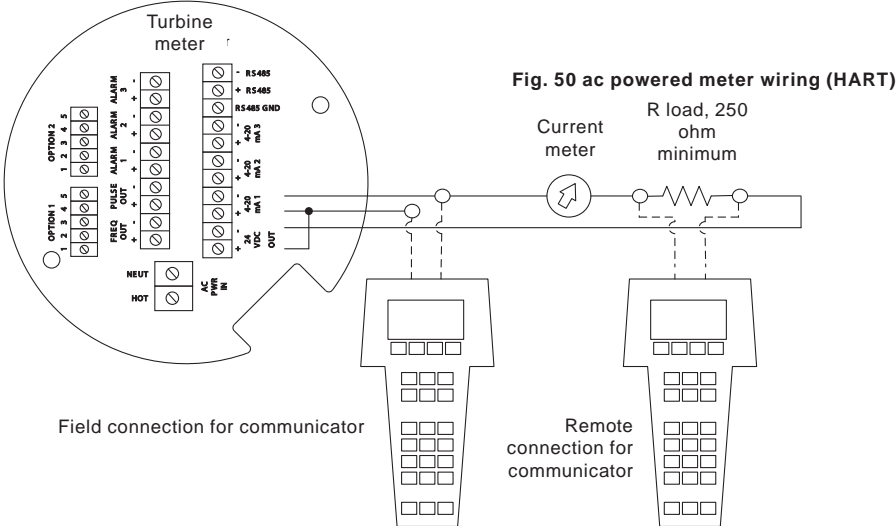 Turbine
meter
Fig. 50 ac powered meter wiring (HART)
Current
meter
R load, 250
ohm
minimum
- RS485
+ RS485
RS485 GND
-
+
4-20
mA 3
-
+
4-20
mA 2
-
+
4-20
mA 1
-
+
24
VDC
OUT
ALARM
3
-
+
ALARM
2
-
+
ALARM
1
-
+
PULSE
OUT
-
+
FREQ
OUT
-
+
OPTION 2
5
4
3
2
1
OPTION 1
5
4
3
2
1
NEUT
HOT
AC
PWR
IN
Field connection for communicator
Remote
connection for
communicator